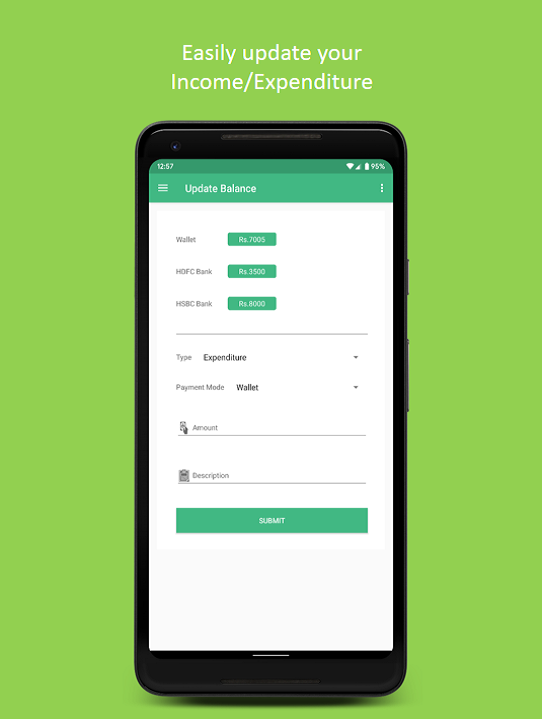 Easily update your
Income/Expenditure
12:57 95%
Update Balance
Wallet Rs.7005
HDFC Bank Rs.3500
HSBC Bank Rs.8000
Type Expenditure
Payment Mode Wallet
Amount
Description
SUBMIT